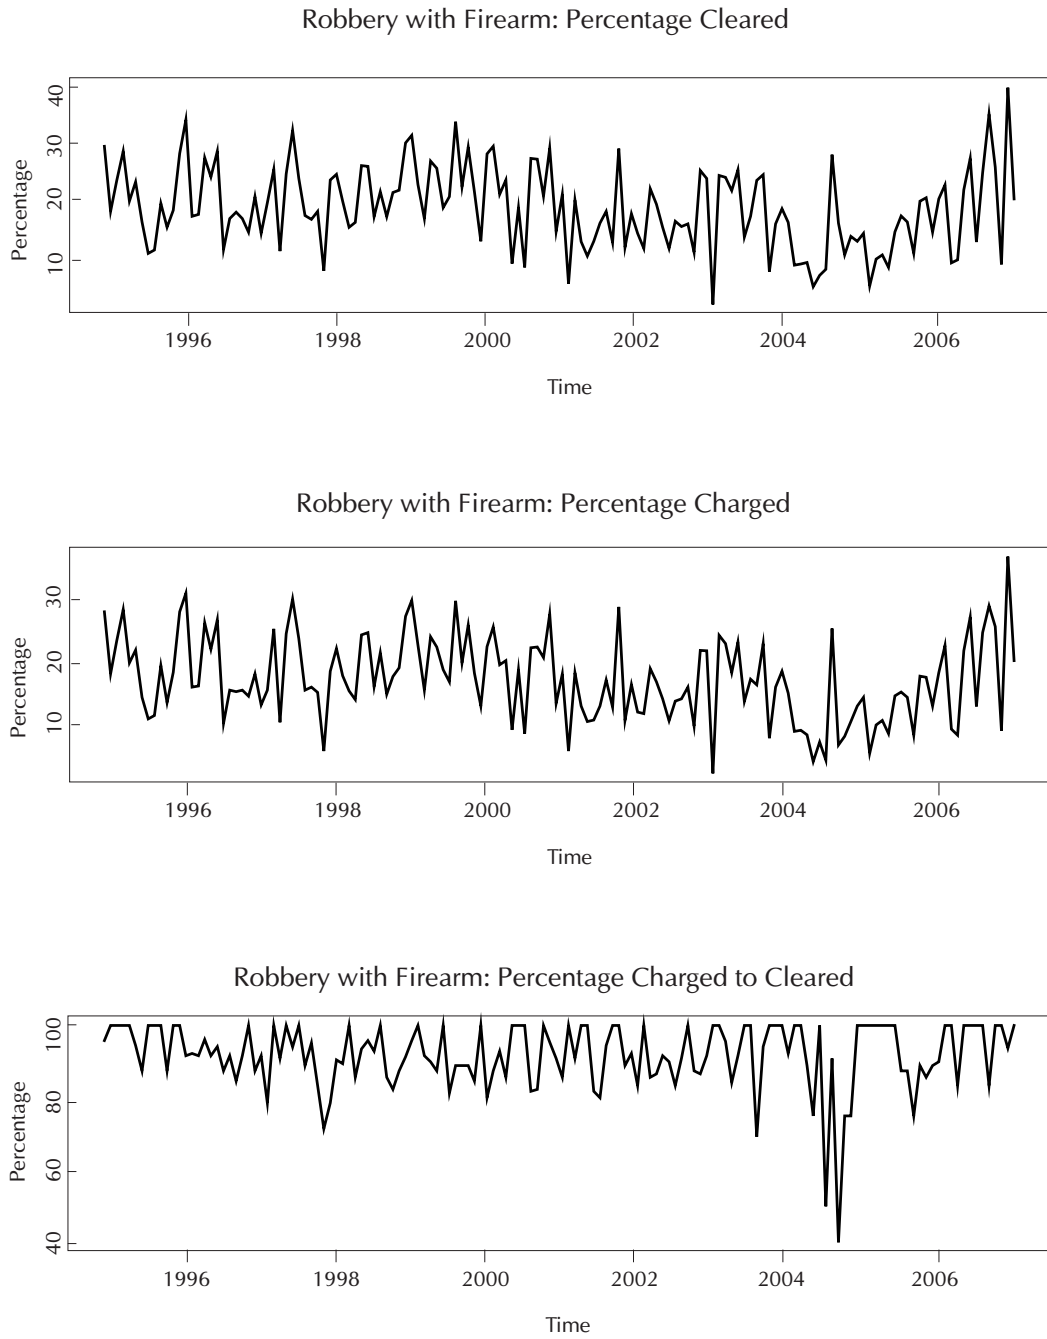 Robbery with Firearm: Percentage Cleared
40
30
20
10
Percentage
1996 1998 2000 2002 2004 2006
Time
Robbery with Firearm: Percentage Charged
30
20
10
Percentage
1996 1998 2000 2002 2004 2006
Time
Robbery with Firearm: Percentage Charged to Cleared
100
80
60
40
Percentage
1996 1998 2000 2002 2004 2006
Time